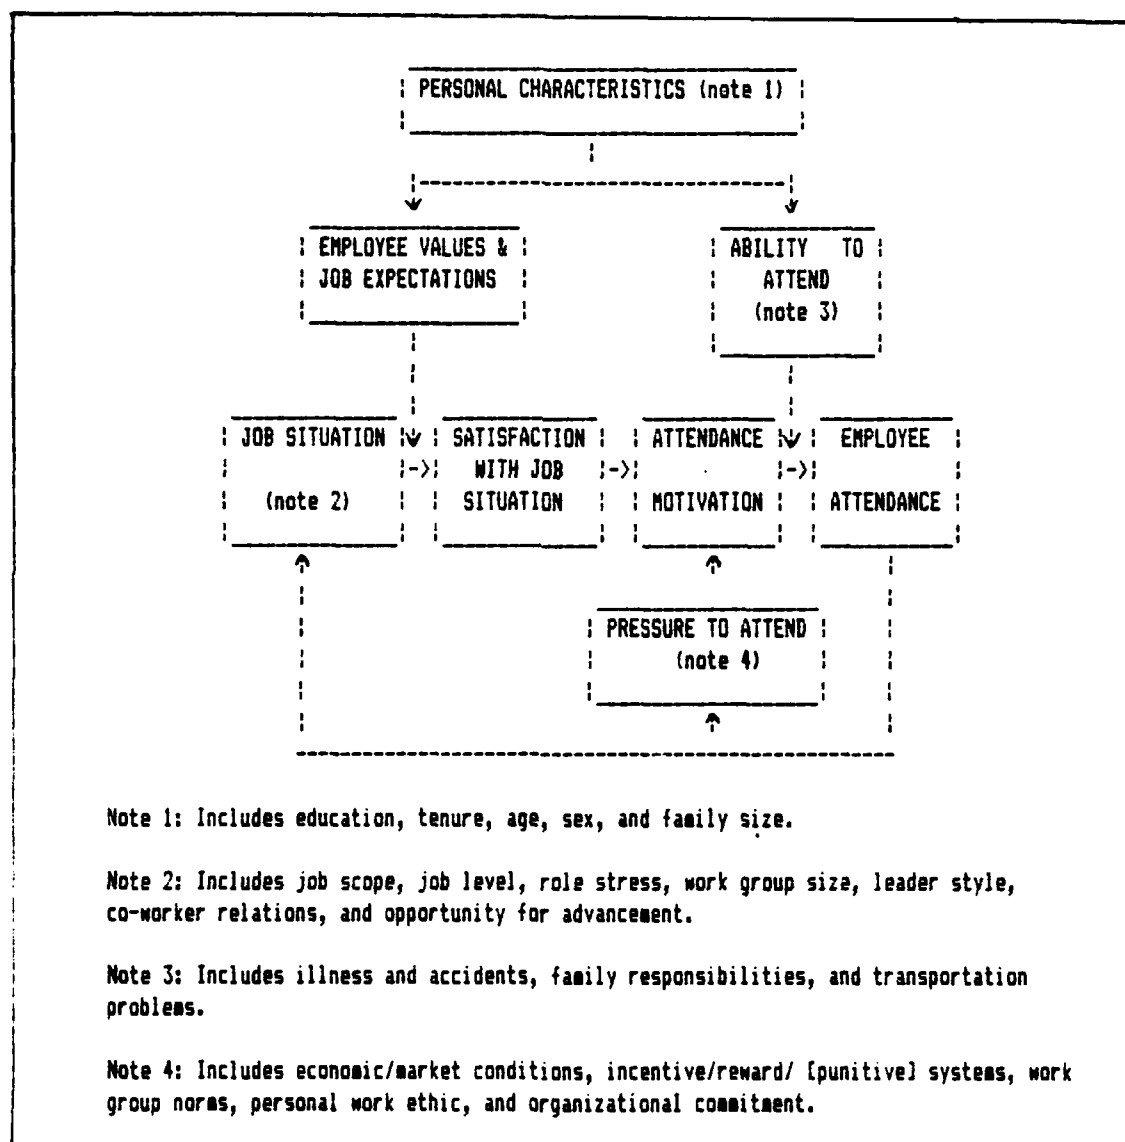 PERSONAL CHARACTERISTICS (note 1)
EMPLOYEE VALUES &
JOB EXPECTATIONS
ABILITY TO
ATTEND
(note 3)
JOB SITUATION
(note 2)
SATISFACTION
WITH JOB
SITUATION
ATTENDANCE
MOTIVATION
EMPLOYEE
ATTENDANCE
PRESSURE TO ATTEND
(note 4)
Note 1: Includes education, tenure, age, sex, and family size.
Note 2: Includes job scope, job level, role stress, work group size, leader style,
co-worker relations, and opportunity for advancement.
Note 3: Includes illness and accidents, family responsibilities, and transportation
problems.
Note 4: Includes economic/market conditions, incentive/reward/ [punitive] systems, work
group norms, personal work ethic, and organizational commitment.